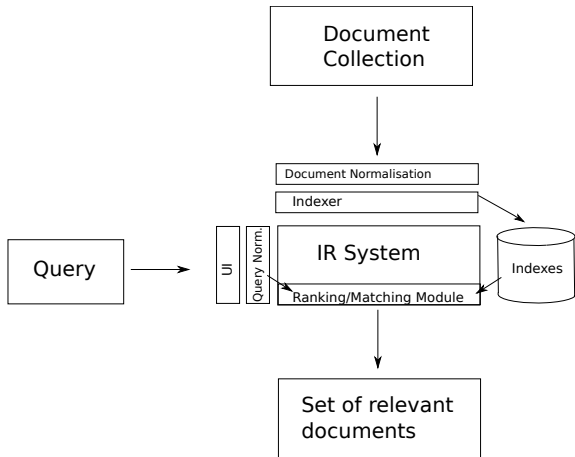 Document
Collection
Document Normalisation
Indexer
Query
UI
Query Norm.
IR System
Indexes
Ranking/Matching Module
Set of relevant
documents